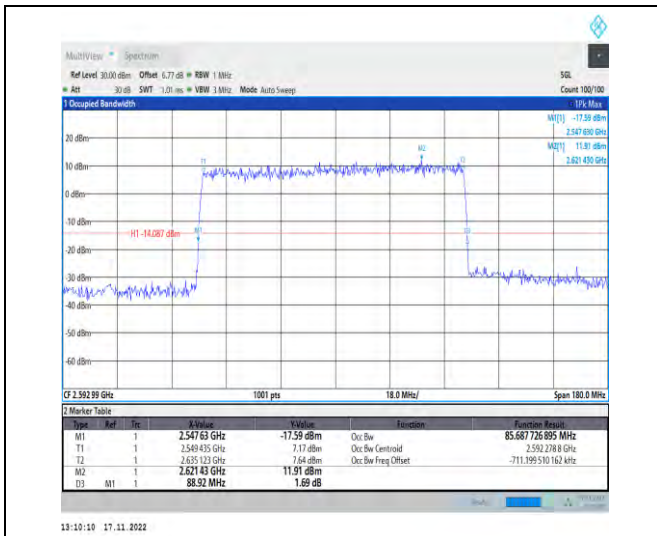 MultiView Spectrum
Ref Level 30.00 dBm Offset 6.77 dB RBW 1 MHz SGL
Att 30 dB SWT 1.01 ms VBW 3 MHz Mode Auto Sweep Count 100/100
1 Occupied Bandwidth 1Pk Max
M1[1] -17.59 dBm
2.547 630 GHz
M2[1] 11.91 dBm
2.621 430 GHz
20 dBm
M2
T1 T2
10 dBm
0 dBm
-10 dBm
H1 -14.087 dBm M1 D3
-20 dBm
-30 dBm
-40 dBm
-50 dBm
-60 dBm
CF 2.592 99 GHz 1001 pts 18.0 MHz/ Span 180.0 MHz
2 Marker Table
Type Ref Trc X-Value Y-Value Function Function Result
M1 1 2.547 63 GHz -17.59 dBm Occ Bw 85.687 726 895 MHz
T1 1 2.549 435 GHz 7.17 dBm Occ Bw Centroid 2.592 278 8 GHz
T2 1 2.635 123 GHz 7.64 dBm Occ Bw Freq Offset -711.199 510 162 kHz
M2 1 2.621 43 GHz 11.91 dBm
D3 M1 1 88.92 MHz 1.69 dB
13:10:10 17.11.2022